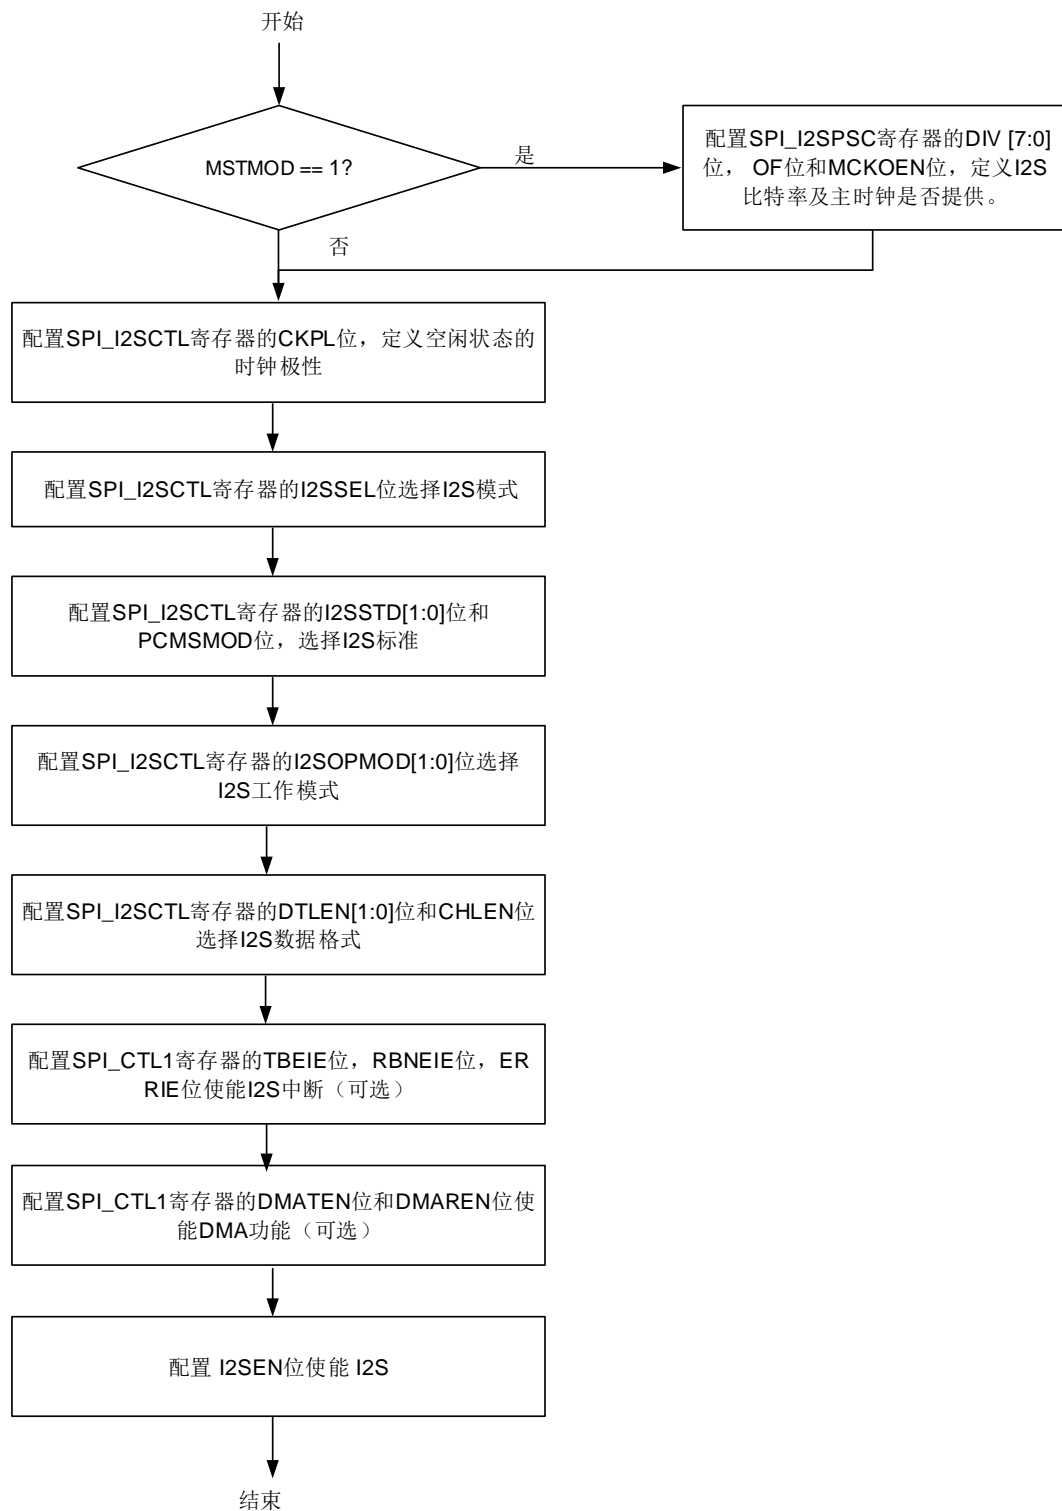 开始
MSTMOD == 1?
是
配置SPI_I2SPSC寄存器的DIV [7:0]
位， OF位和MCKOEN位，定义I2S
比特率及主时钟是否提供。
否
配置SPI_I2SCTL寄存器的CKPL位，定义空闲状态的
时钟极性
配置SPI_I2SCTL寄存器的I2SSEL位选择I2S模式
配置SPI_I2SCTL寄存器的I2SSTD[1:0]位和
PCMSMOD位，选择I2S标准
配置SPI_I2SCTL寄存器的I2SOPMOD[1:0]位选择
I2S工作模式
配置SPI_I2SCTL寄存器的DTLEN[1:0]位和CHLEN位
选择I2S数据格式
配置SPI_CTL1寄存器的TBEIE位，RBNEIE位，ER
RIE位使能I2S中断（可选）
配置SPI_CTL1寄存器的DMATEN位和DMAREN位使
能DMA功能（可选）
配置 I2SEN位使能 I2S
结束